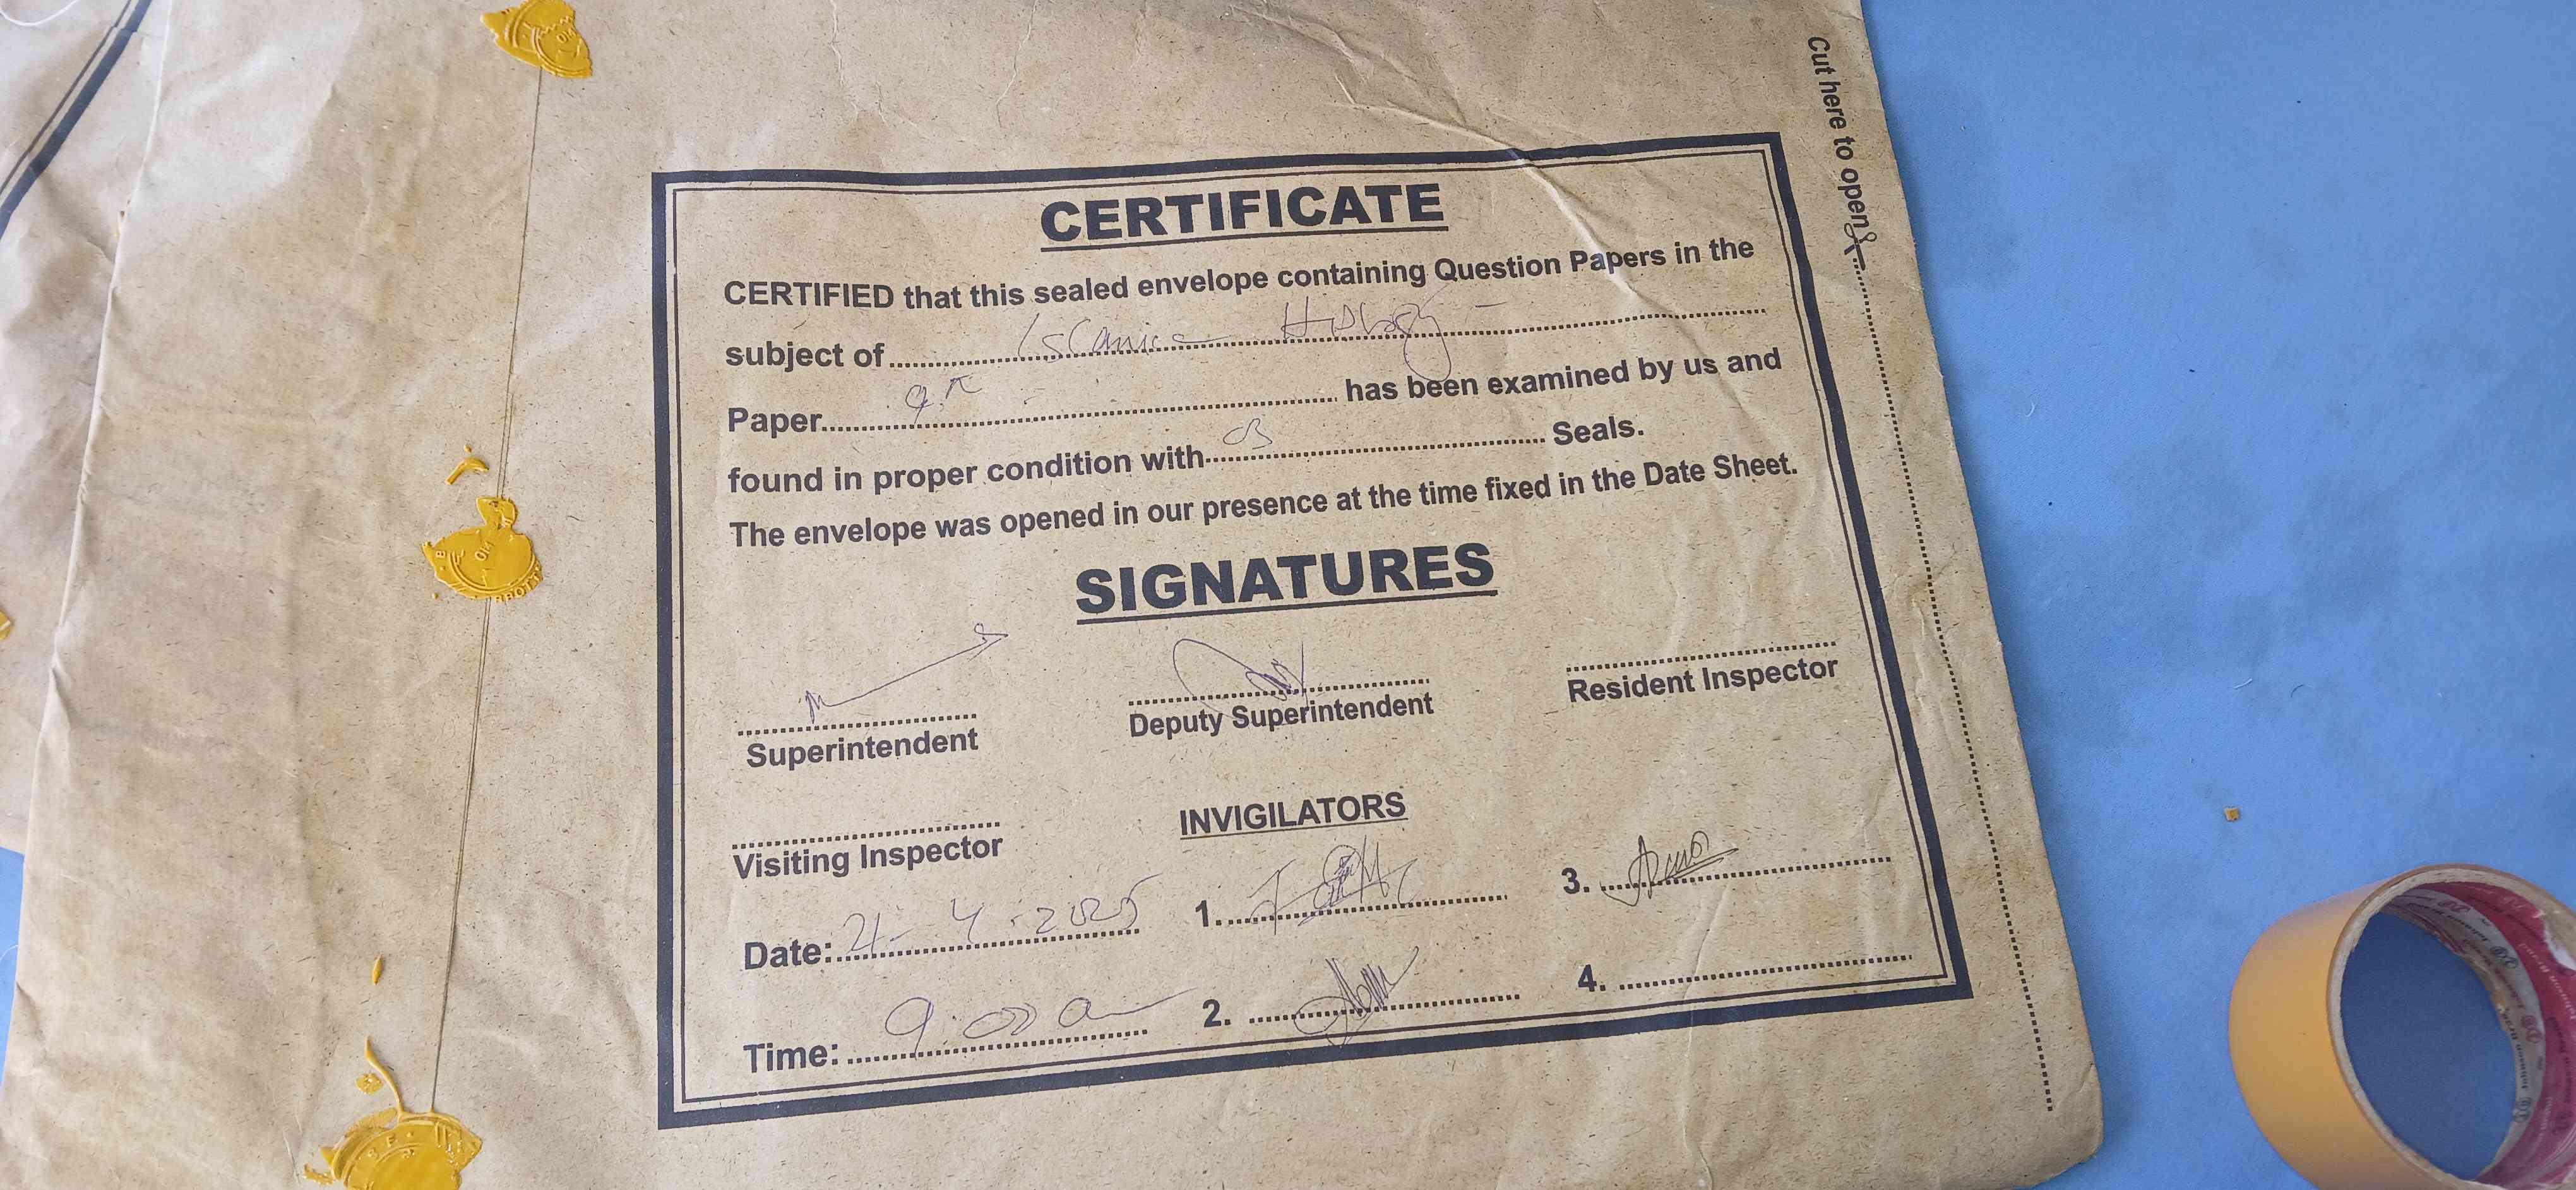 Cut here to open
CERTIFICATE
CERTIFIED that this sealed envelope containing Question Papers in the
subject of Islamic History
Paper 9th has been examined by us and
found in proper condition with 03 Seals.
The envelope was opened in our presence at the time fixed in the Date Sheet.
SIGNATURES
Superintendent Deputy Superintendent Resident Inspector
Visiting Inspector
INVIGILATORS
Date: 21-4-2025 1. 3.
Time: 9:00 a 2. 4.